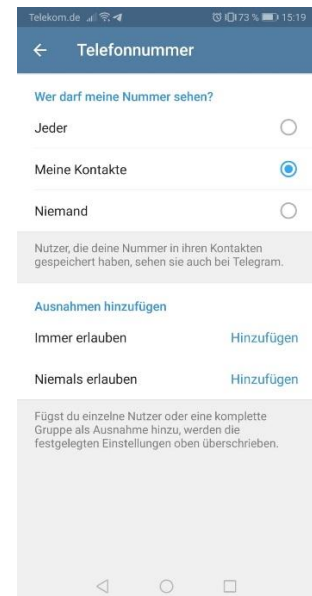 Telekom.de 73 % 15:19
Telefonnummer
Wer darf meine Nummer sehen?
Jeder
Meine Kontakte
Niemand
Nutzer, die deine Nummer in ihren Kontakten
gespeichert haben, sehen sie auch bei Telegram.
Ausnahmen hinzufügen
Immer erlauben Hinzufügen
Niemals erlauben Hinzufügen
Fügst du einzelne Nutzer oder eine komplette
Gruppe als Ausnahme hinzu, werden die
festgelegten Einstellungen oben überschrieben.